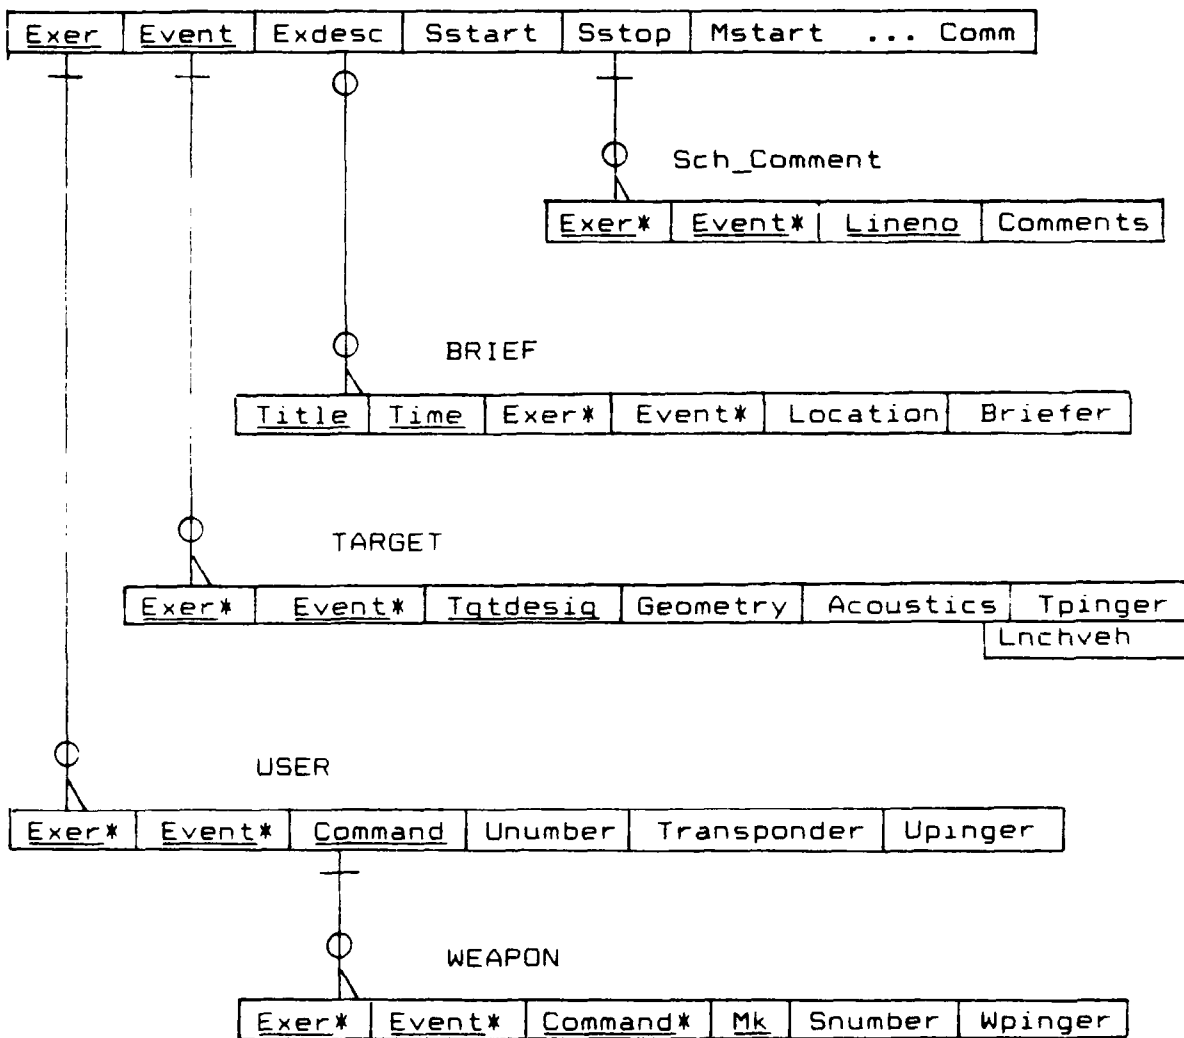 Exer Event Exdesc Sstart Sstop Mstart ... Comm
Sch_Comment
Exer* Event* Lineno Comments
BRIEF
Title Time Exer* Event* Location Briefer
TARGET
Exer* Event* Tgtdesig Geometry Acoustics Tpinger
Lnchveh
USER
Exer* Event* Command Unumber Transponder Upinger
WEAPON
Exer* Event* Command* Mk Snumber Wpinger